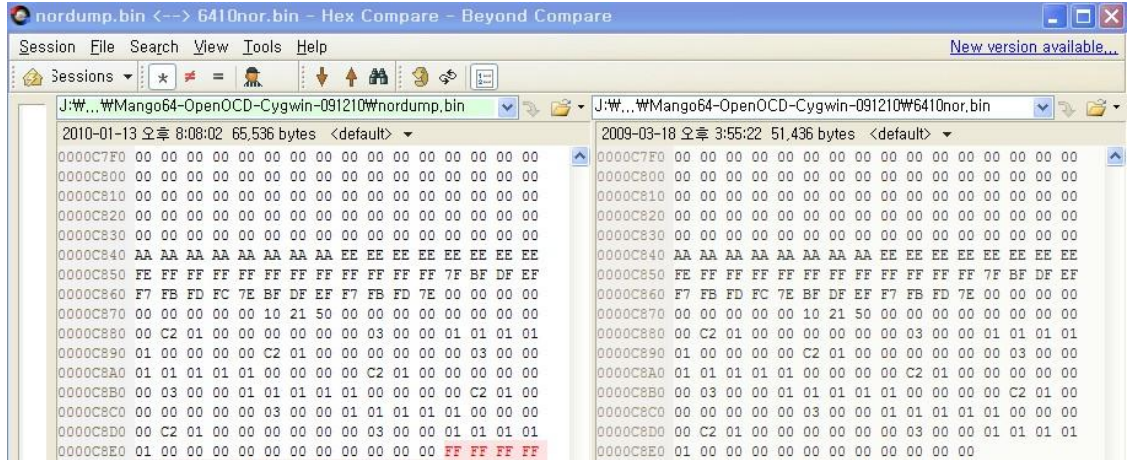 nordump.bin <--> 6410nor.bin - Hex Compare - Beyond Compare
Session File Search View Tools Help New version available...
Sessions
J:₩...₩Mango64-OpenOCD-Cygwin-091210₩nordump.bin
2010-01-13 오후 8:08:02 65,536 bytes <default>
0000C7F0 00 00 00 00 00 00 00 00 00 00 00 00 00 00 00 00
0000C800 00 00 00 00 00 00 00 00 00 00 00 00 00 00 00 00
0000C810 00 00 00 00 00 00 00 00 00 00 00 00 00 00 00 00
0000C820 00 00 00 00 00 00 00 00 00 00 00 00 00 00 00 00
0000C830 00 00 00 00 00 00 00 00 00 00 00 00 00 00 00 00
0000C840 AA AA AA AA AA AA AA AA EE EE EE EE EE EE EE EE
0000C850 FE FF FF FF FF FF FF FF FF FF FF FF 7F BF DF EF
0000C860 F7 FB FD FC 7E BF DF EF F7 FB FD 7E 00 00 00 00
0000C870 00 00 00 00 00 10 21 50 00 00 00 00 00 00 00 00
0000C880 00 C2 01 00 00 00 00 00 00 03 00 00 01 01 01 01
0000C890 01 00 00 00 00 C2 01 00 00 00 00 00 00 03 00 00
0000C8A0 01 01 01 01 01 00 00 00 00 C2 01 00 00 00 00 00
0000C8B0 00 03 00 00 01 01 01 01 01 00 00 00 00 C2 01 00
0000C8C0 00 00 00 00 00 03 00 00 01 01 01 01 01 00 00 00
0000C8D0 00 C2 01 00 00 00 00 00 00 03 00 00 01 01 01 01
0000C8E0 01 00 00 00 00 00 00 00 00 00 00 00 FF FF FF FF
J:₩...₩Mango64-OpenOCD-Cygwin-091210₩6410nor.bin
2009-03-18 오후 3:55:22 51,436 bytes <default>
0000C7F0 00 00 00 00 00 00 00 00 00 00 00 00 00 00 00 00
0000C800 00 00 00 00 00 00 00 00 00 00 00 00 00 00 00 00
0000C810 00 00 00 00 00 00 00 00 00 00 00 00 00 00 00 00
0000C820 00 00 00 00 00 00 00 00 00 00 00 00 00 00 00 00
0000C830 00 00 00 00 00 00 00 00 00 00 00 00 00 00 00 00
0000C840 AA AA AA AA AA AA AA AA EE EE EE EE EE EE EE EE
0000C850 FE FF FF FF FF FF FF FF FF FF FF FF 7F BF DF EF
0000C860 F7 FB FD FC 7E BF DF EF F7 FB FD 7E 00 00 00 00
0000C870 00 00 00 00 00 10 21 50 00 00 00 00 00 00 00 00
0000C880 00 C2 01 00 00 00 00 00 00 03 00 00 01 01 01 01
0000C890 01 00 00 00 00 C2 01 00 00 00 00 00 00 03 00 00
0000C8A0 01 01 01 01 01 00 00 00 00 C2 01 00 00 00 00 00
0000C8B0 00 03 00 00 01 01 01 01 01 00 00 00 00 C2 01 00
0000C8C0 00 00 00 00 00 03 00 00 01 01 01 01 01 00 00 00
0000C8D0 00 C2 01 00 00 00 00 00 00 03 00 00 01 01 01 01
0000C8E0 01 00 00 00 00 00 00 00 00 00 00 00